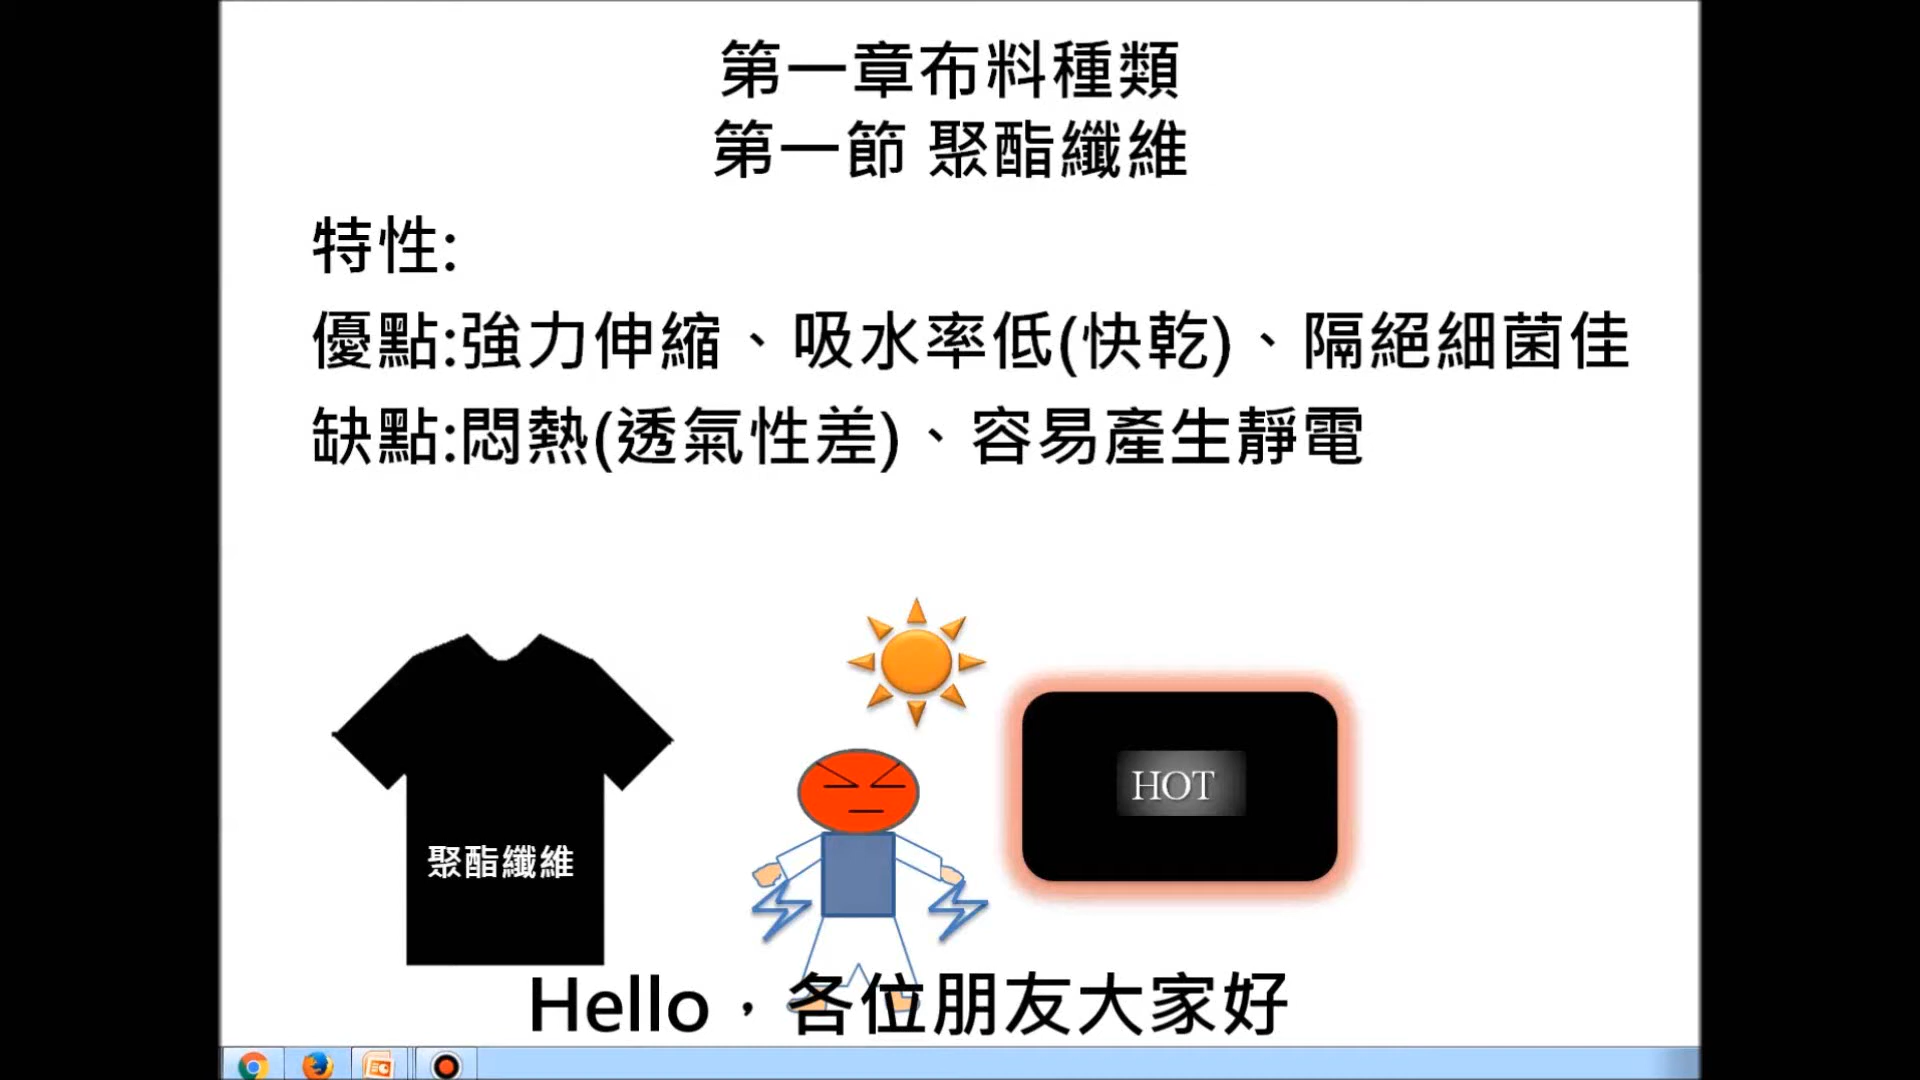 第一章布料種類
第一節 聚酯纖維
特性:
優點:強力伸縮、吸水率低(快乾)、隔絕細菌佳
缺點:悶熱(透氣性差)、容易產生靜電
HOT
聚酯纖維
Hello，各位朋友大家好